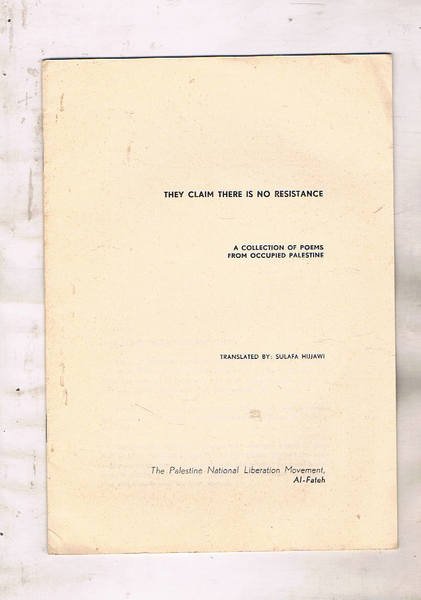 THEY CLAIM THERE IS NO RESISTANCE
A COLLECTION OF POEMS
FROM OCCUPIED PALESTINE
TRANSLATED BY: SULAFA HIJJAWI
The Palestine National Liberation Movement,
Al-Fateh